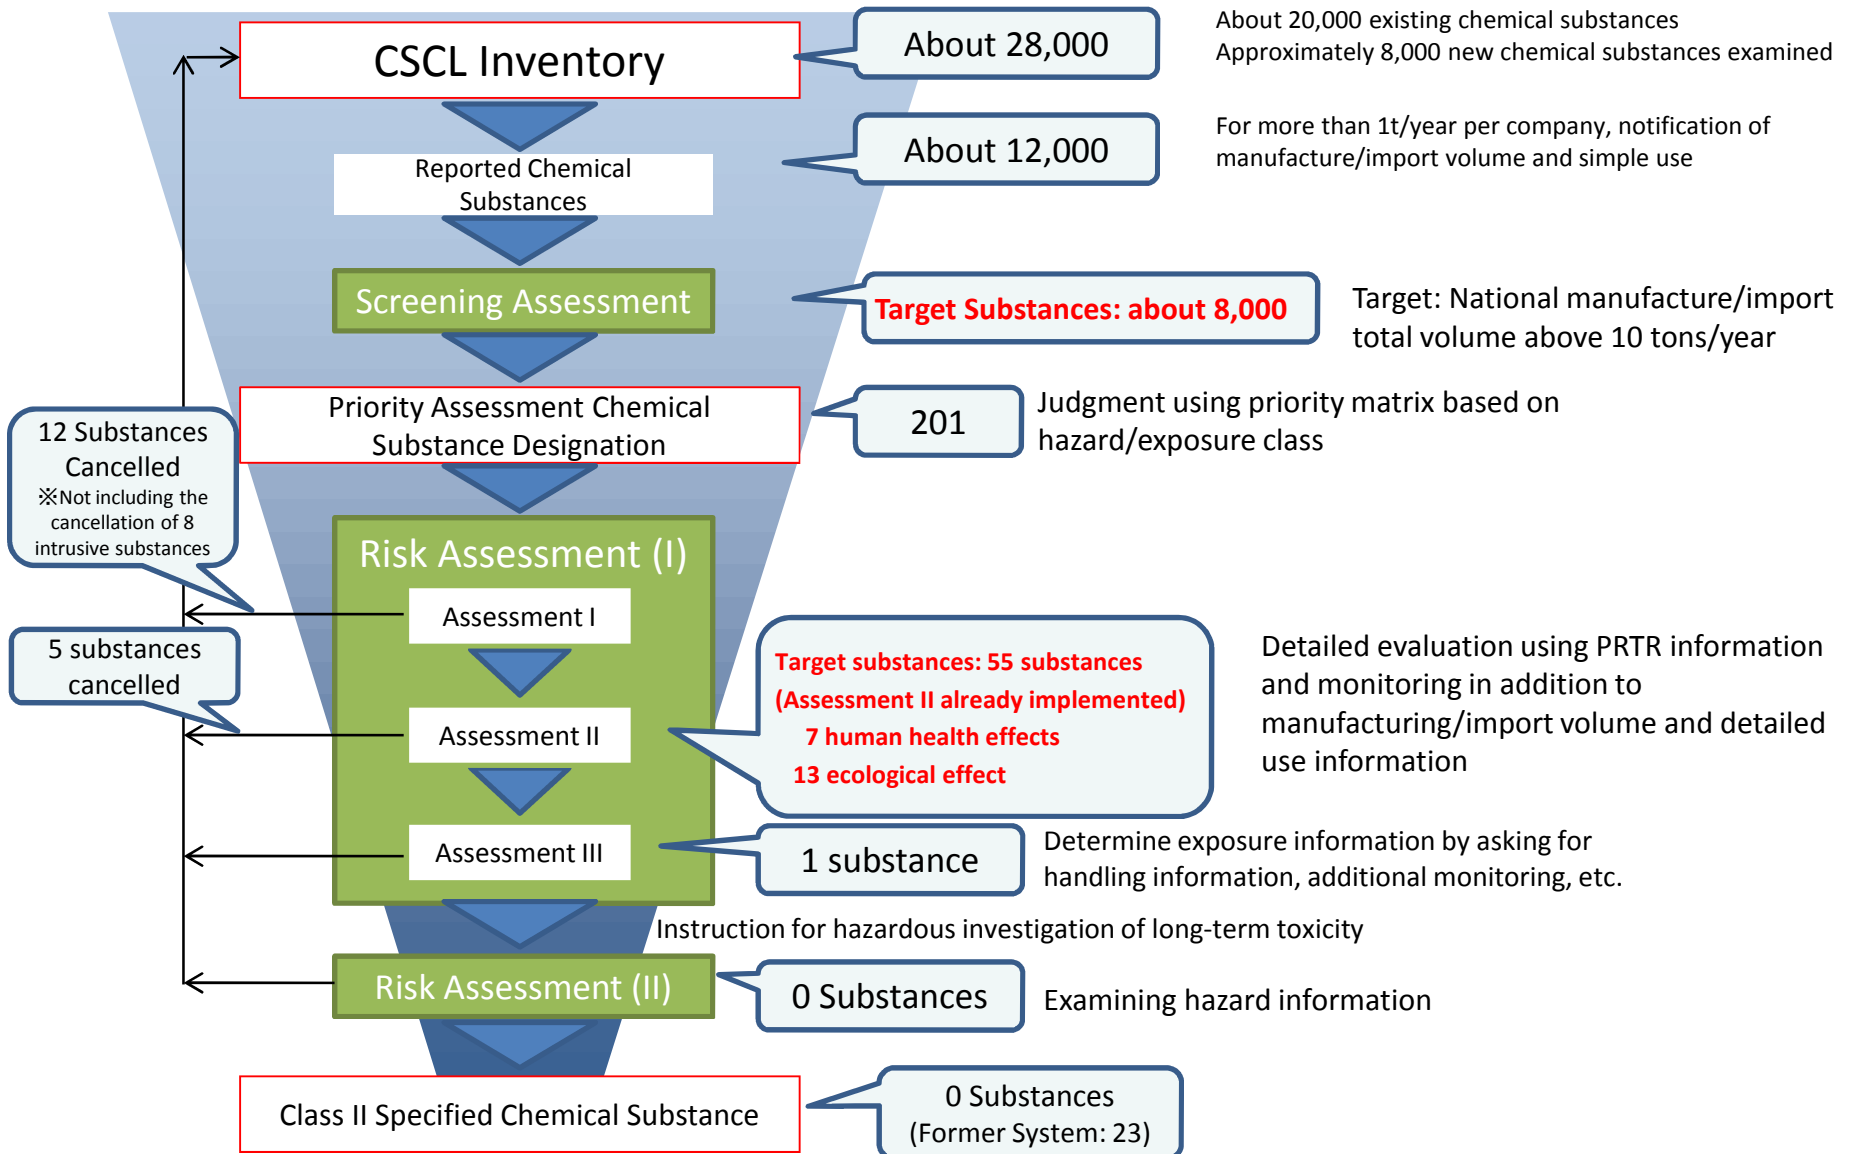 CSCL Inventory
About 28,000
About 20,000 existing chemical substances
Approximately 8,000 new chemical substances examined
Reported Chemical
Substances
About 12,000
For more than 1t/year per company, notification of
manufacture/import volume and simple use
Screening Assessment
Target Substances: about 8,000
Target: National manufacture/import
total volume above 10 tons/year
Priority Assessment Chemical
Substance Designation
201
Judgment using priority matrix based on
hazard/exposure class
12 Substances
Cancelled
※Not including the
cancellation of 8
intrusive substances
Risk Assessment (I)
Assessment I
5 substances
cancelled
Assessment II
Target substances: 55 substances
(Assessment II already implemented)
7 human health effects
13 ecological effect
Detailed evaluation using PRTR information
and monitoring in addition to
manufacturing/import volume and detailed
use information
Assessment III
1 substance
Determine exposure information by asking for
handling information, additional monitoring, etc.
Instruction for hazardous investigation of long-term toxicity
Risk Assessment (II)
0 Substances
Examining hazard information
Class II Specified Chemical Substance
0 Substances
(Former System: 23)